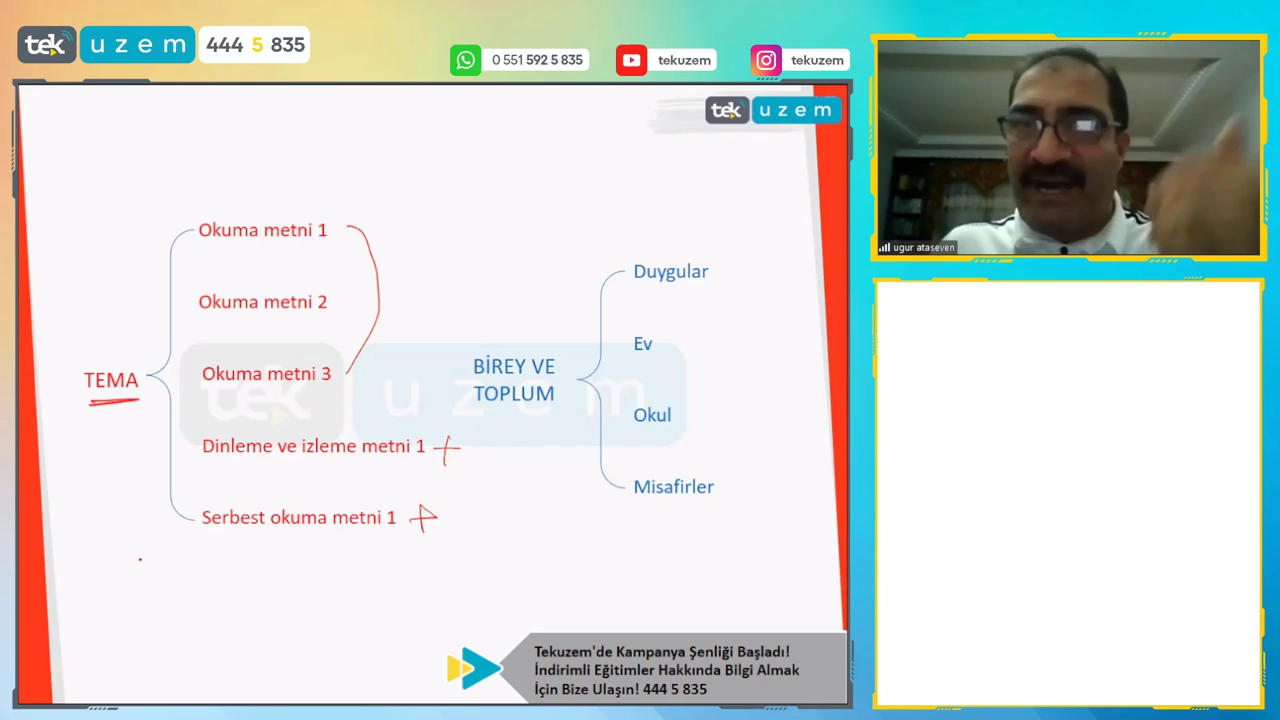 tek uzem 444 5 835
0 551 592 5 835
tekuzem
tekuzem
tek uzem
Okuma metni 1
Okuma metni 2
Okuma metni 3
TEMA
Dinleme ve izleme metni 1
Serbest okuma metni 1
BİREY VE
TOPLUM
Duygular
Ev
Okul
Misafirler
tek uzem
Tekuzem'de Kampanya Şenliği Başladı!
İndirimli Eğitimler Hakkında Bilgi Almak
İçin Bize Ulaşın! 444 5 835
ugur ataseven